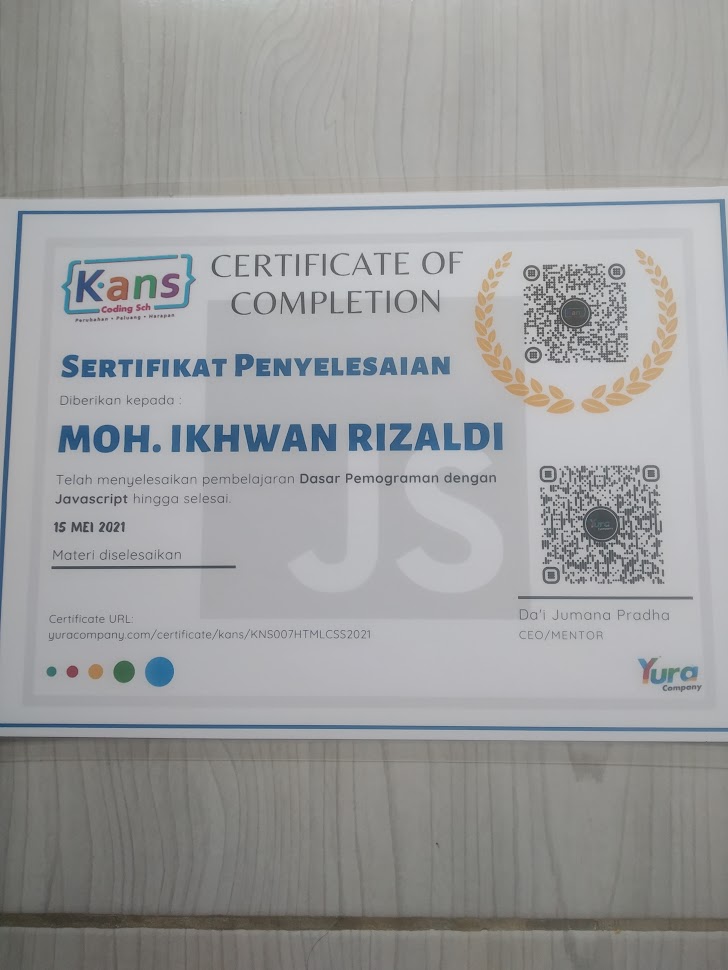 K-ans
Coding Sch
Perubahan • Peluang • Harapan
CERTIFICATE OF
COMPLETION
SERTIFIKAT PENYELESAIAN
Diberikan kepada :
MOH. IKHWAN RIZALDI
Telah menyelesaikan pembelajaran Dasar Pemograman dengan
Javascript hingga selesai.
15 MEI 2021
Materi diselesaikan
JS
Yura
Certificate URL:
yuracompany.com/certificate/kans/KNS007HTMLCSS2021
Da'i Jumana Pradha
CEO/MENTOR
Yura
Company